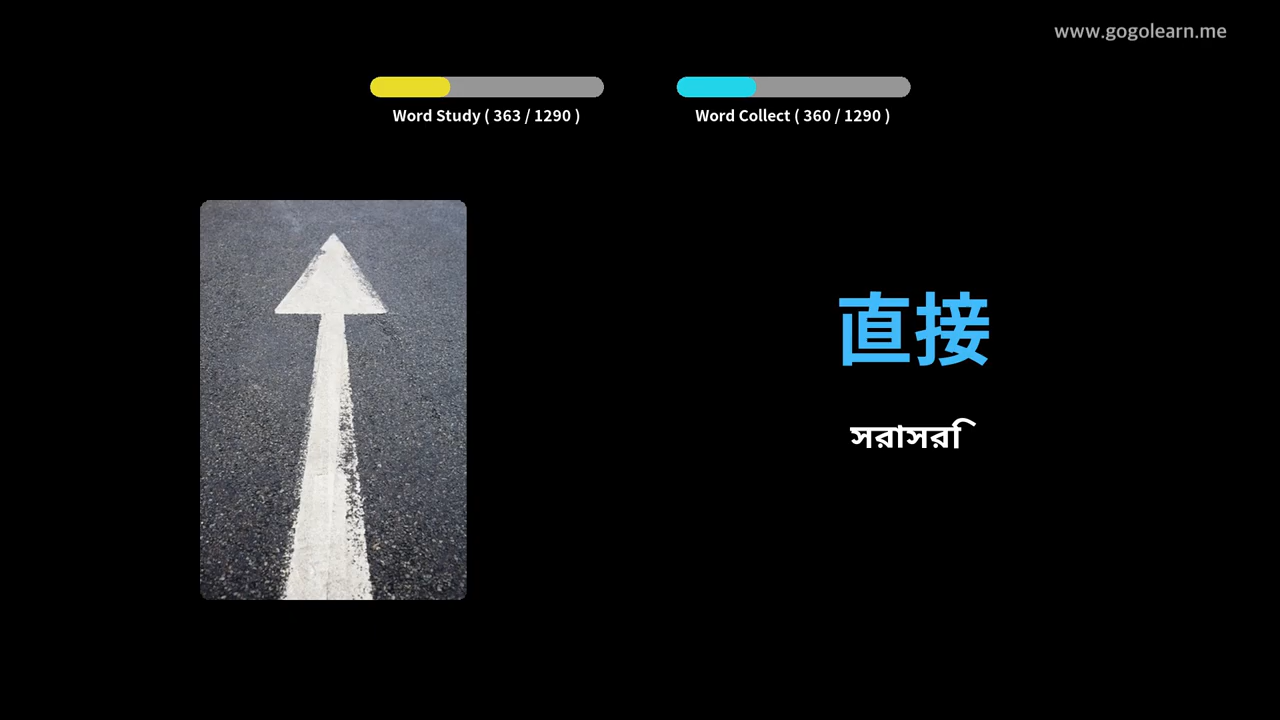 www.gogolearn.me
Word Study ( 363 / 1290 )
Word Collect ( 360 / 1290 )
直接
সরাসরি